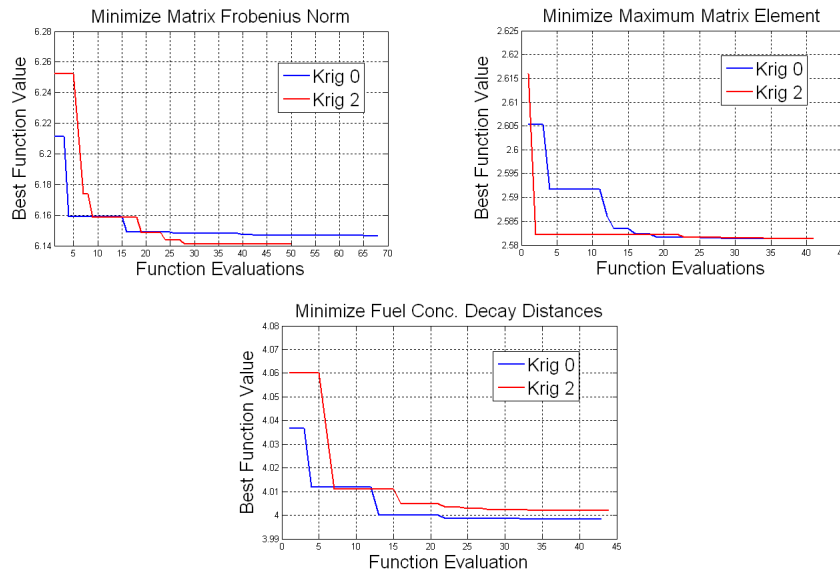 Minimize Matrix Frobenius Norm
6.28
6.26
6.24
6.22
6.2
6.18
6.16
6.14
Best Function Value
Krig 0
Krig 2
5 10 15 20 25 30 35 40 45 50 55 60 65 70
Function Evaluations
Minimize Maximum Matrix Element
2.625
2.62
2.615
2.61
2.605
2.6
2.595
2.59
2.585
2.58
Best Function Value
Krig 0
Krig 2
0 5 10 15 20 25 30 35 40 45
Function Evaluations
Minimize Fuel Conc. Decay Distances
4.08
4.07
4.06
4.05
4.04
4.03
4.02
4.01
4
3.99
Best Function Value
Krig 0
Krig 2
0 5 10 15 20 25 30 35 40 45
Function Evaluation